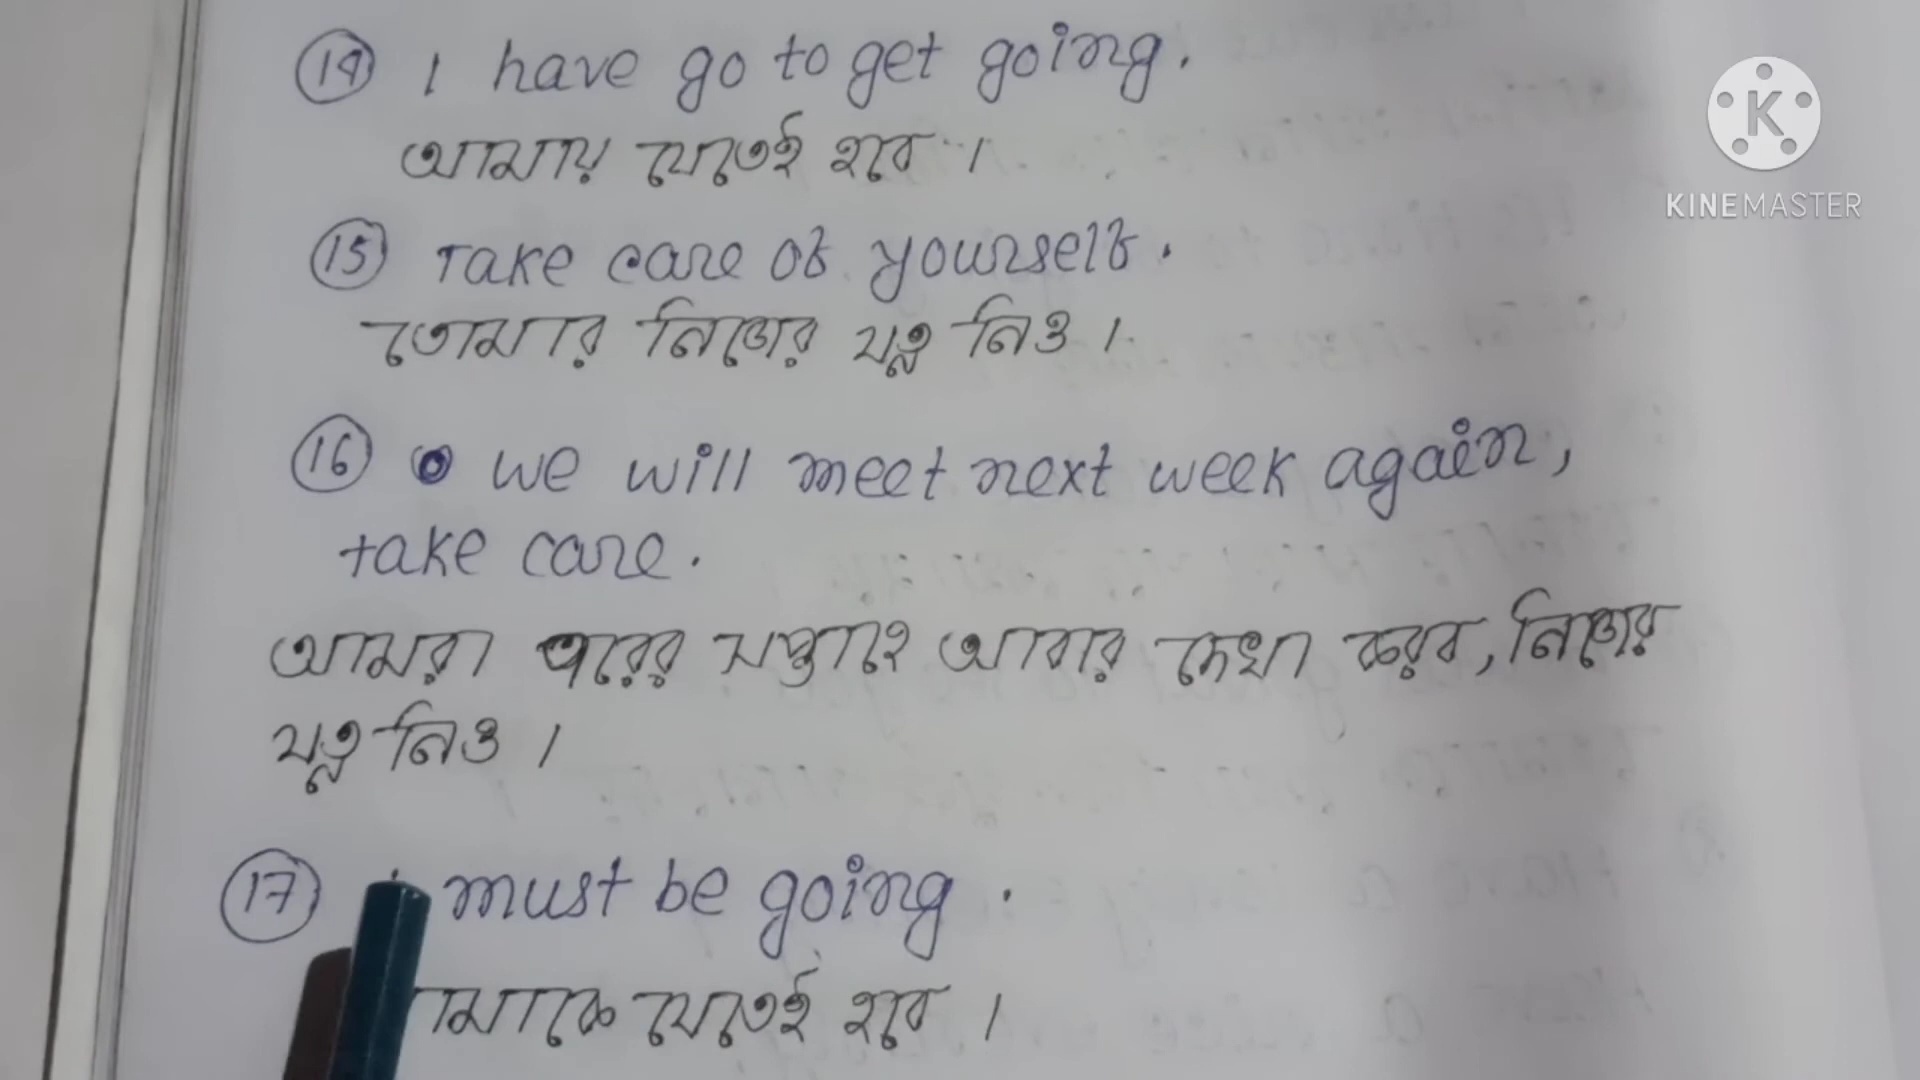 14 I have go to get going.
আমায় যেতেই হবে।
K
KINEMASTER
15 Take care of yourself.
তোমার নিজের যত্ন নিও।
16 we will meet next week again,
take care.
আমরা পরের সপ্তাহে আবার দেখা করব, নিজের
যত্ন নিও।
17 must be going.
মাকে যেতেই হবে।